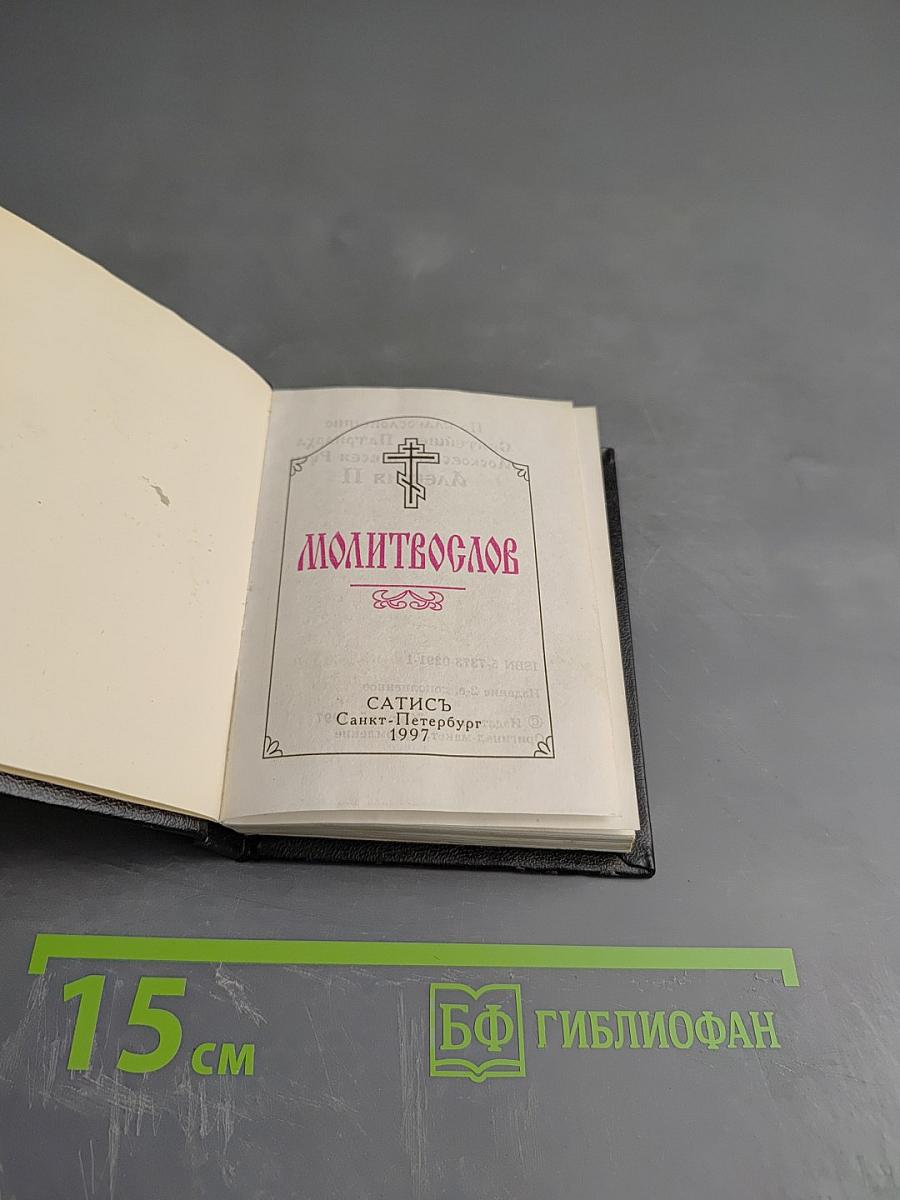 МОЛИТВОСЛОВ
САТИСЪ
Санкт-Петербург
1997
15 см
БФ ГИБЛИОФАН